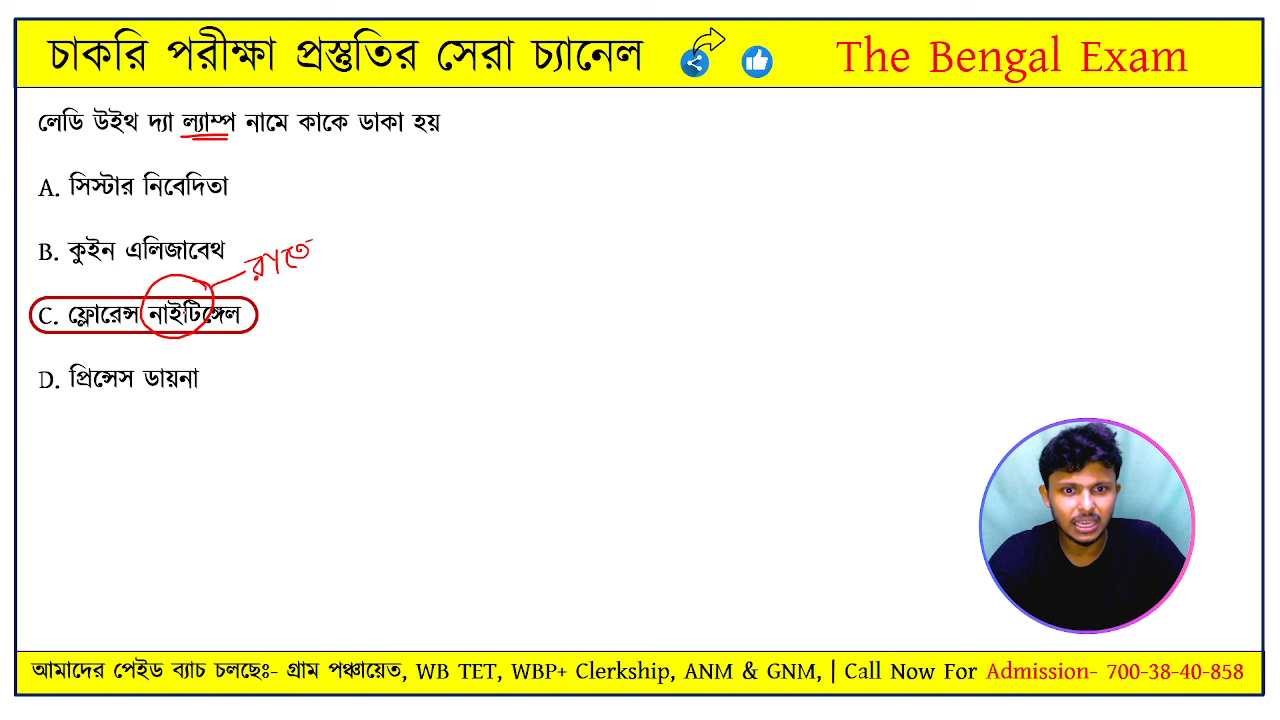 চাকরি পরীক্ষা প্রস্তুতির সেরা চ্যানেল The Bengal Exam
লেডি উইথ দ্যা ল্যাম্প নামে কাকে ডাকা হয়
A. সিস্টার নিবেদিতা
B. কুইন এলিজাবেথ
রাতে
C. ফ্লোরেন্স নাইটিঙ্গেল
D. প্রিন্সেস ডায়না
আমাদের পেইড ব্যাচ চলছেঃ- গ্রাম পঞ্চায়েত, WB TET, WBP+ Clerkship, ANM & GNM, | Call Now For Admission- 700-38-40-858